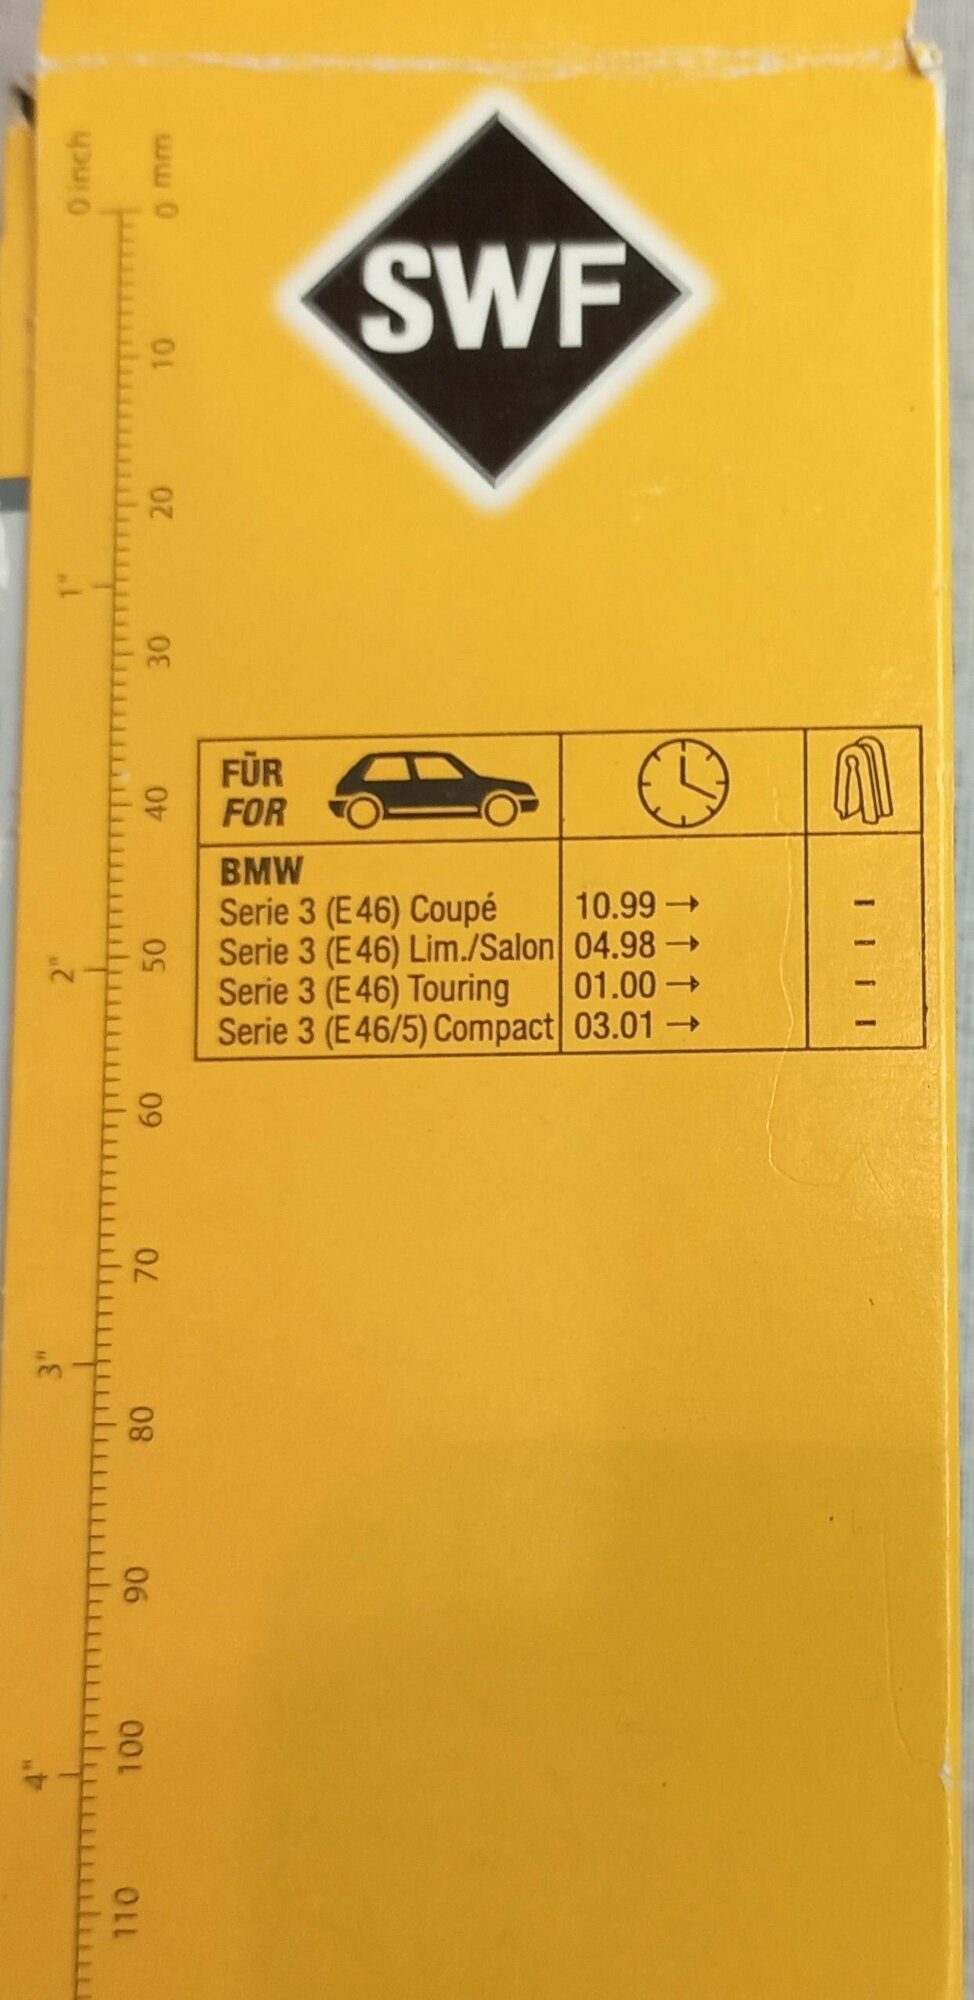 0 inch
0 mm
SWF
10
20
1"
30
FÜR
FOR
40
BMW
Serie 3 (E46) Coupé 10.99 → -
Serie 3 (E46) Lim./Salon 04.98 → -
Serie 3 (E46) Touring 01.00 → -
Serie 3 (E46/5) Compact 03.01 → -
50
2"
60
70
3"
80
90
100
4"
110